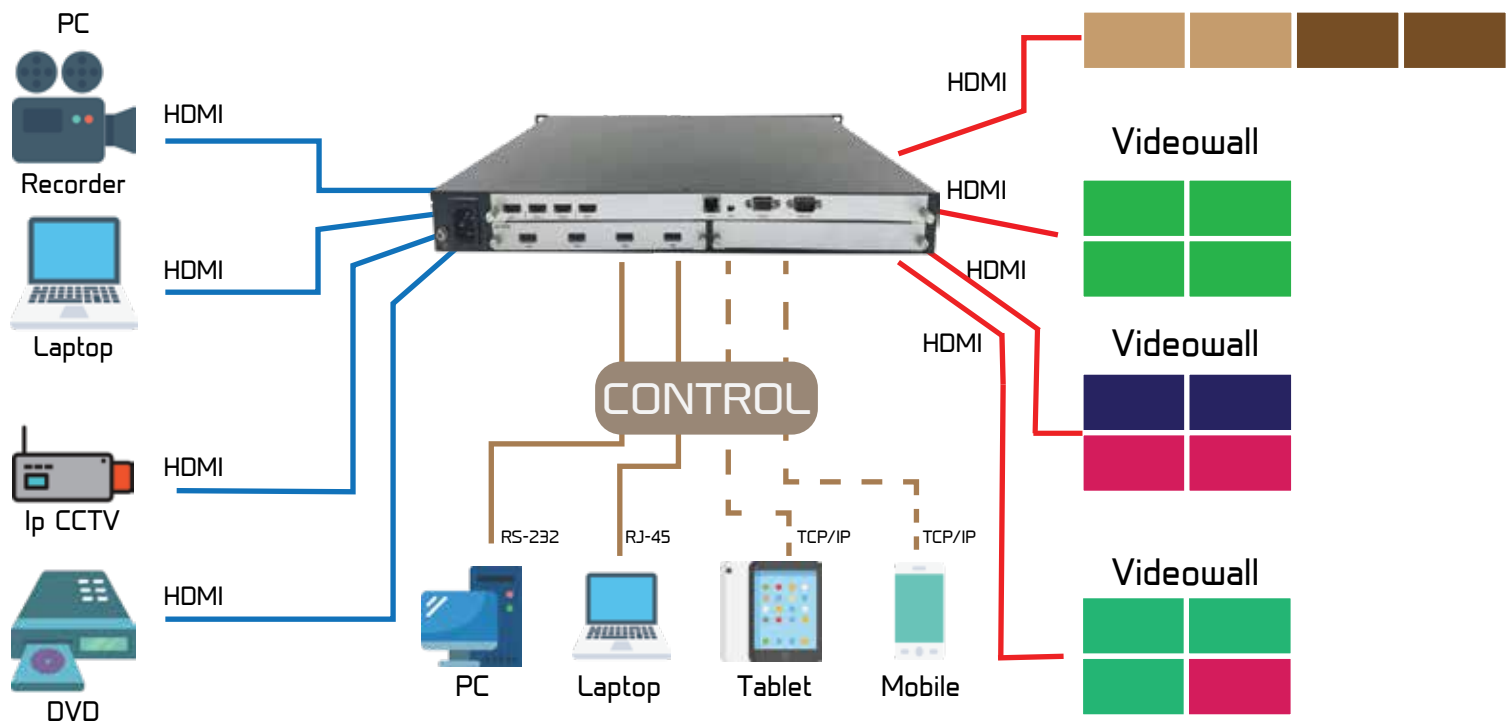 PC
HDMI
Recorder
HDMI
Laptop
HDMI
Ip CCTV
HDMI
DVD
CONTROL
RS-232
RJ-45
TCP/IP
TCP/IP
PC
Laptop
Tablet
Mobile
HDMI
HDMI
HDMI
HDMI
Videowall
Videowall
Videowall